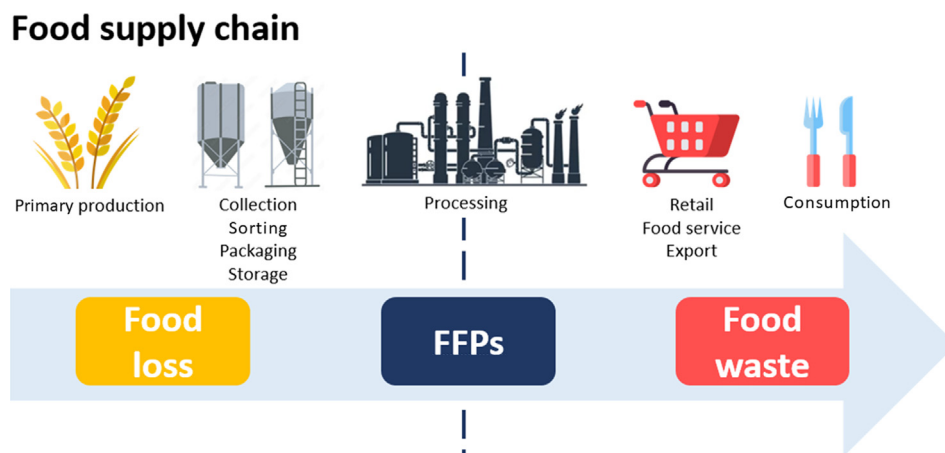 Food supply chain
Primary production
Collection
Sorting
Packaging
Storage
Processing
Retail
Food service
Export
Consumption
Food
loss
FFPs
Food
waste